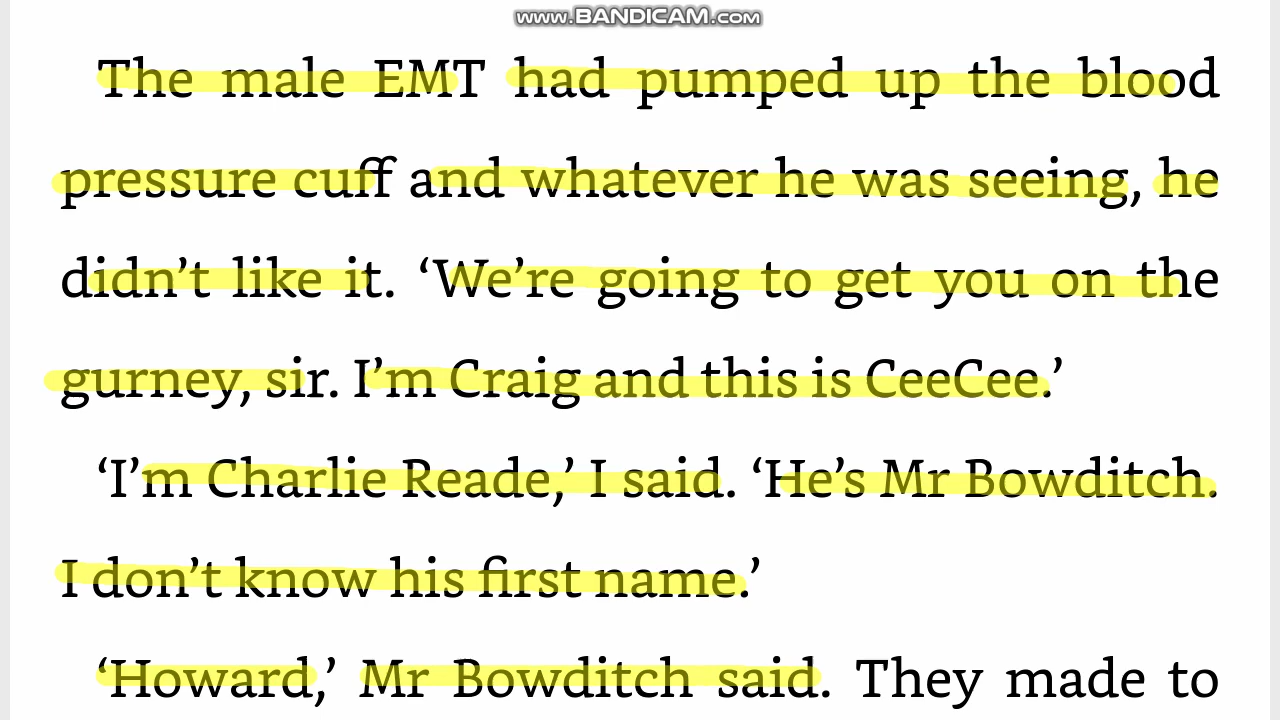 www.BANDICAM.com
The male EMT had pumped up the blood
pressure cuff and whatever he was seeing, he
didn’t like it. ‘We’re going to get you on the
gurney, sir. I’m Craig and this is CeeCee.’
‘I’m Charlie Reade,’ I said. ‘He’s Mr Bowditch.
I don’t know his first name.’
‘Howard,’ Mr Bowditch said. They made to